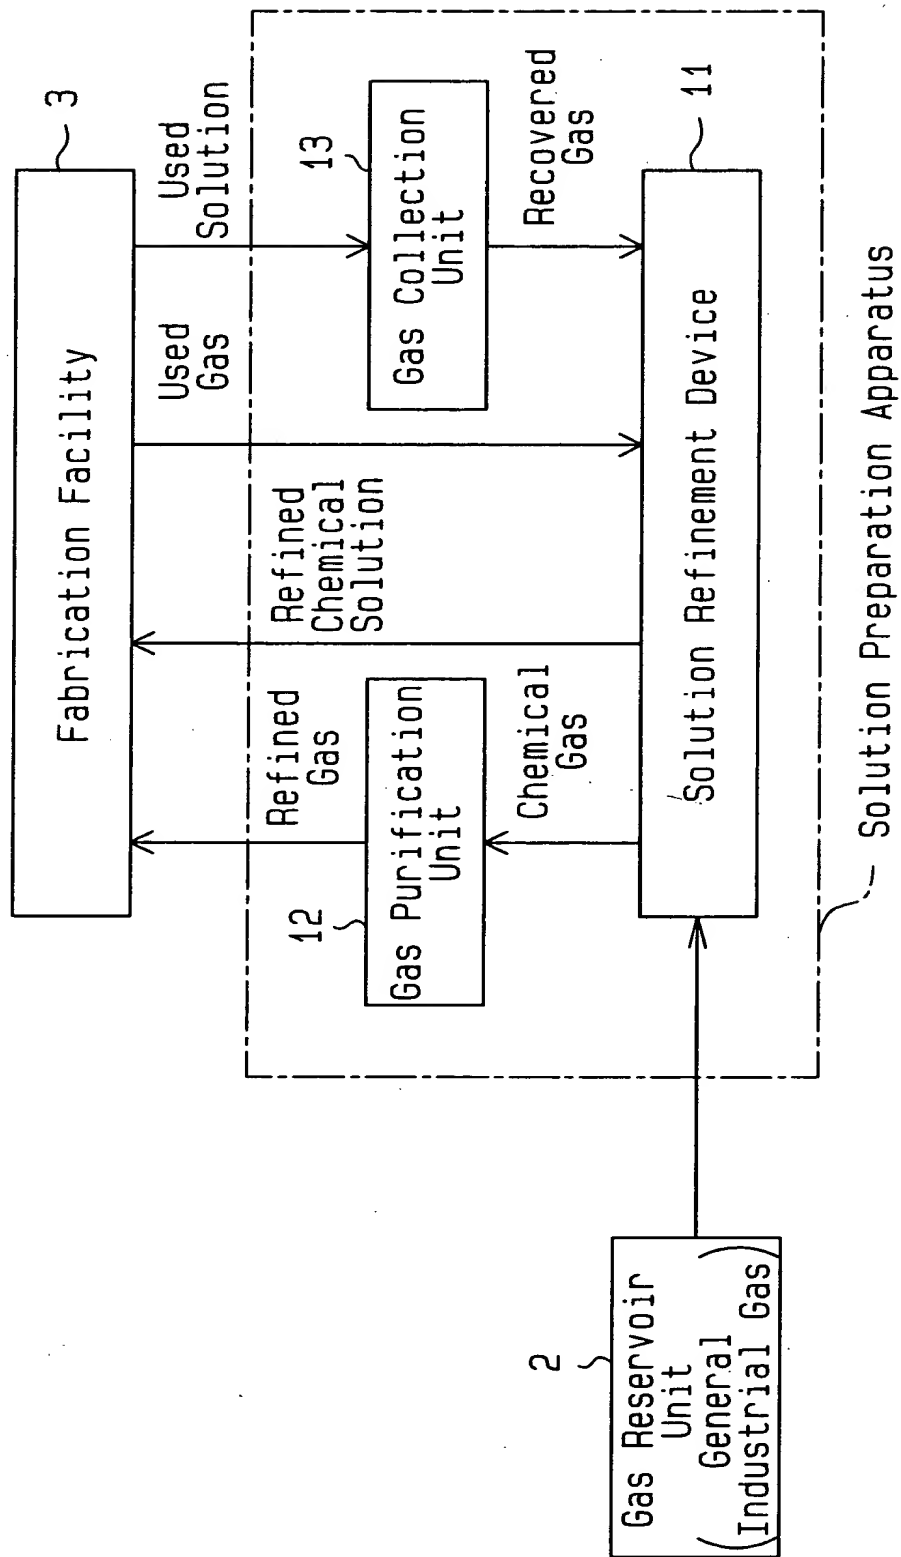 3
Fabrication Facility
Used
Solution
Used
Gas
Refined
Chemical
Solution
Refined
Gas
13
Gas Collection
Unit
12
Gas Purification
Unit
Recovered
Gas
Chemical
Gas
11
Solution Refinement Device
2
Gas Reservoir
Unit
(General
Industrial Gas)
Solution Preparation Apparatus